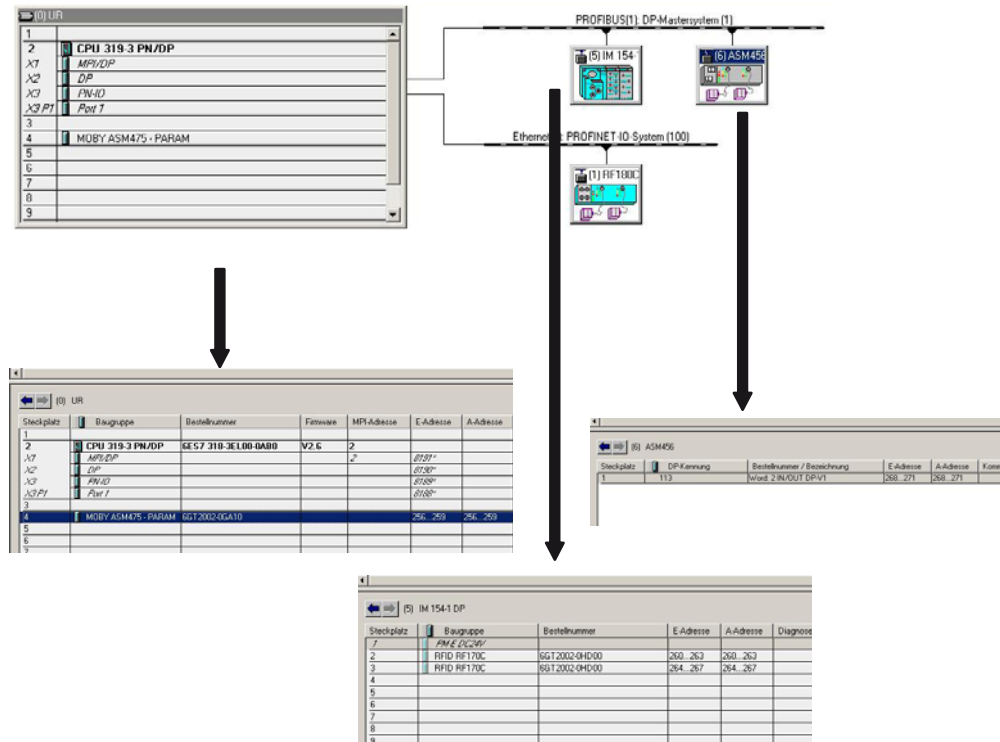 (0) UR
1
2 CPU 319-3 PN/DP
X1 MPI/DP
X2 DP
X3 PN-IO
X3 P1 Port 1
3
4 MOBY ASM475 - PARAM
5
6
7
8
9
PROFIBUS(1): DP-Mastersystem (1)
(5) IM 154-
(6) ASM456
PROFINET-IO-System (100)
(1) RF180C
(0) UR
Steckplatz Baugruppe Bestellnummer Firmware MPI-Adresse E-Adresse A-Adresse
1
2 CPU 319-3 PN/DP 6ES7 318-3EL00-0AB0 V2.6 2
X1 MPI/DP 2 8191*
X2 DP 8190*
X3 PN-IO 8189*
X3 P1 Port 1 8188*
3
4 MOBY ASM475 - PARAM 6GT2002-0GA10 256...259 256...259
5
6
7
(6) ASM456
Steckplatz DP-Kennung Bestellnummer / Bezeichnung E-Adresse A-Adresse Komm
1 113 Word: 2 IN/OUT DP-V1 268...271 268...271
(5) IM 154-1 DP
Steckplatz Baugruppe Bestellnummer E-Adresse A-Adresse Diagnose
1 PM-E DC24V
2 RFID RF170C 6GT2002-0HD00 260...263 260...263
3 RFID RF170C 6GT2002-0HD00 264...267 264...267
4
5
6
7
8
9